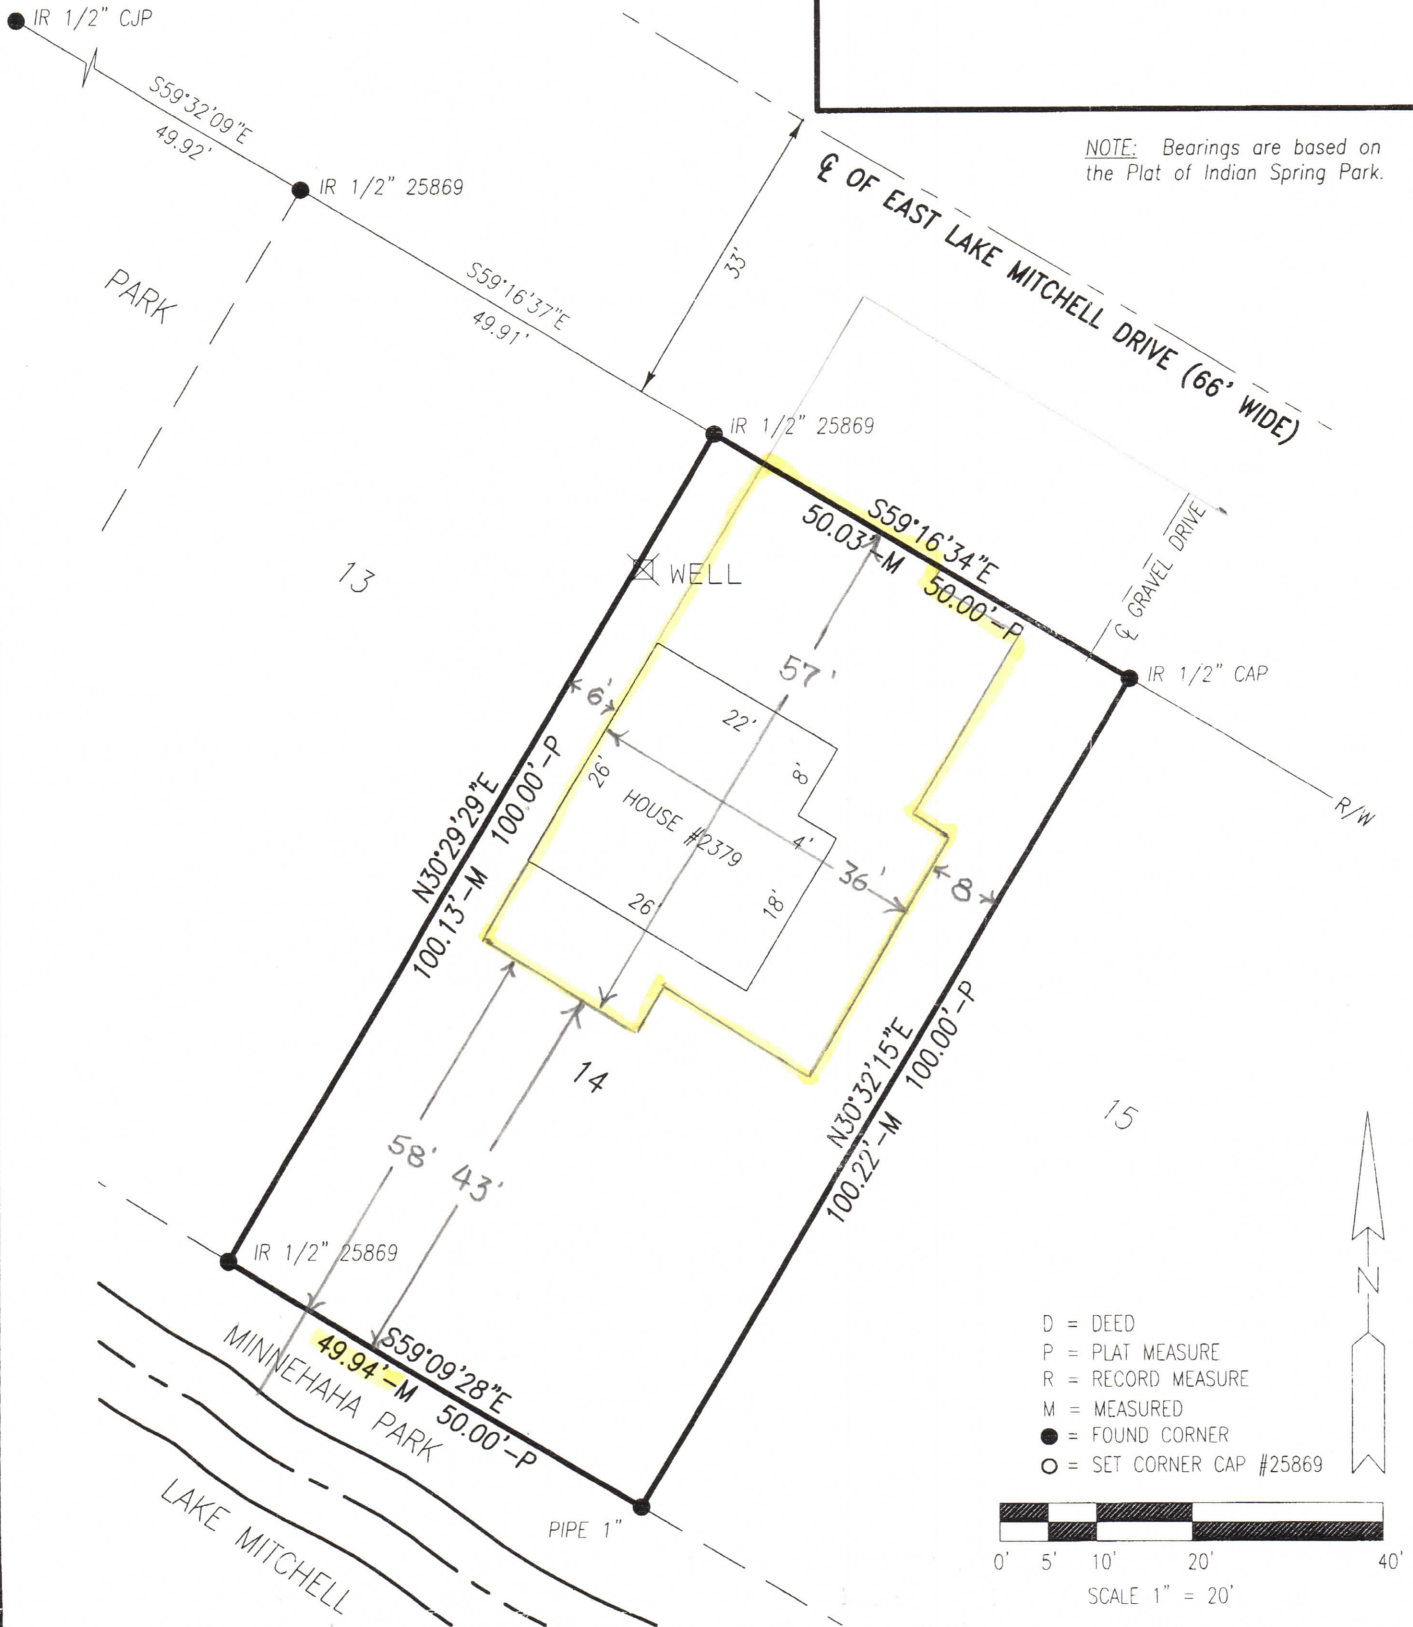 IR 1/2" CJP
S59°32'09"E
49.92'
IR 1/2" 25869
NOTE: Bearings are based on
the Plat of Indian Spring Park.
℄ OF EAST LAKE MITCHELL DRIVE (66' WIDE)
33'
PARK
S59°16'37"E
49.91'
IR 1/2" 25869
S59°16'34"E
50.03'-M
50.00'-P
℄ GRAVEL DRIVE
13
WELL
57'
IR 1/2" CAP
6'
22'
8'
26'
HOUSE #2379
4'
36'
8
R/W
N30°29'29"E
100.00'-P
100.13'-M
26'
18'
14
N30°32'15"E
100.00'-P
100.22'-M
15
58'
43'
IR 1/2" 25869
S59°09'28"E
49.94'-M
50.00'-P
MINNEHAHA PARK
LAKE MITCHELL
PIPE 1"
N
D = DEED
P = PLAT MEASURE
R = RECORD MEASURE
M = MEASURED
● = FOUND CORNER
○ = SET CORNER CAP #25869
0' 5' 10' 20' 40'
SCALE 1" = 20'